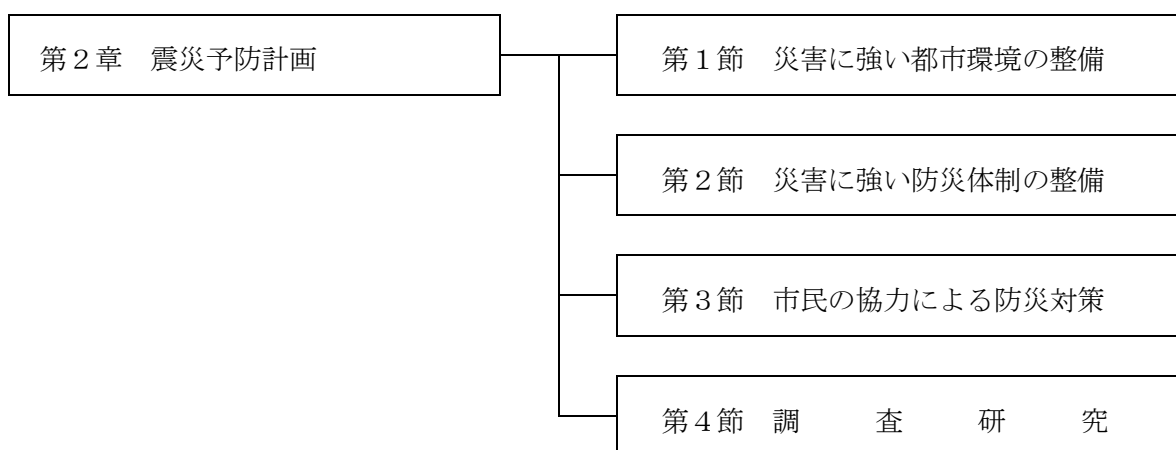 第２章　震災予防計画
第１節　災害に強い都市環境の整備
第２節　災害に強い防災体制の整備
第３節　市民の協力による防災対策
第４節　調　　査　　研　　究